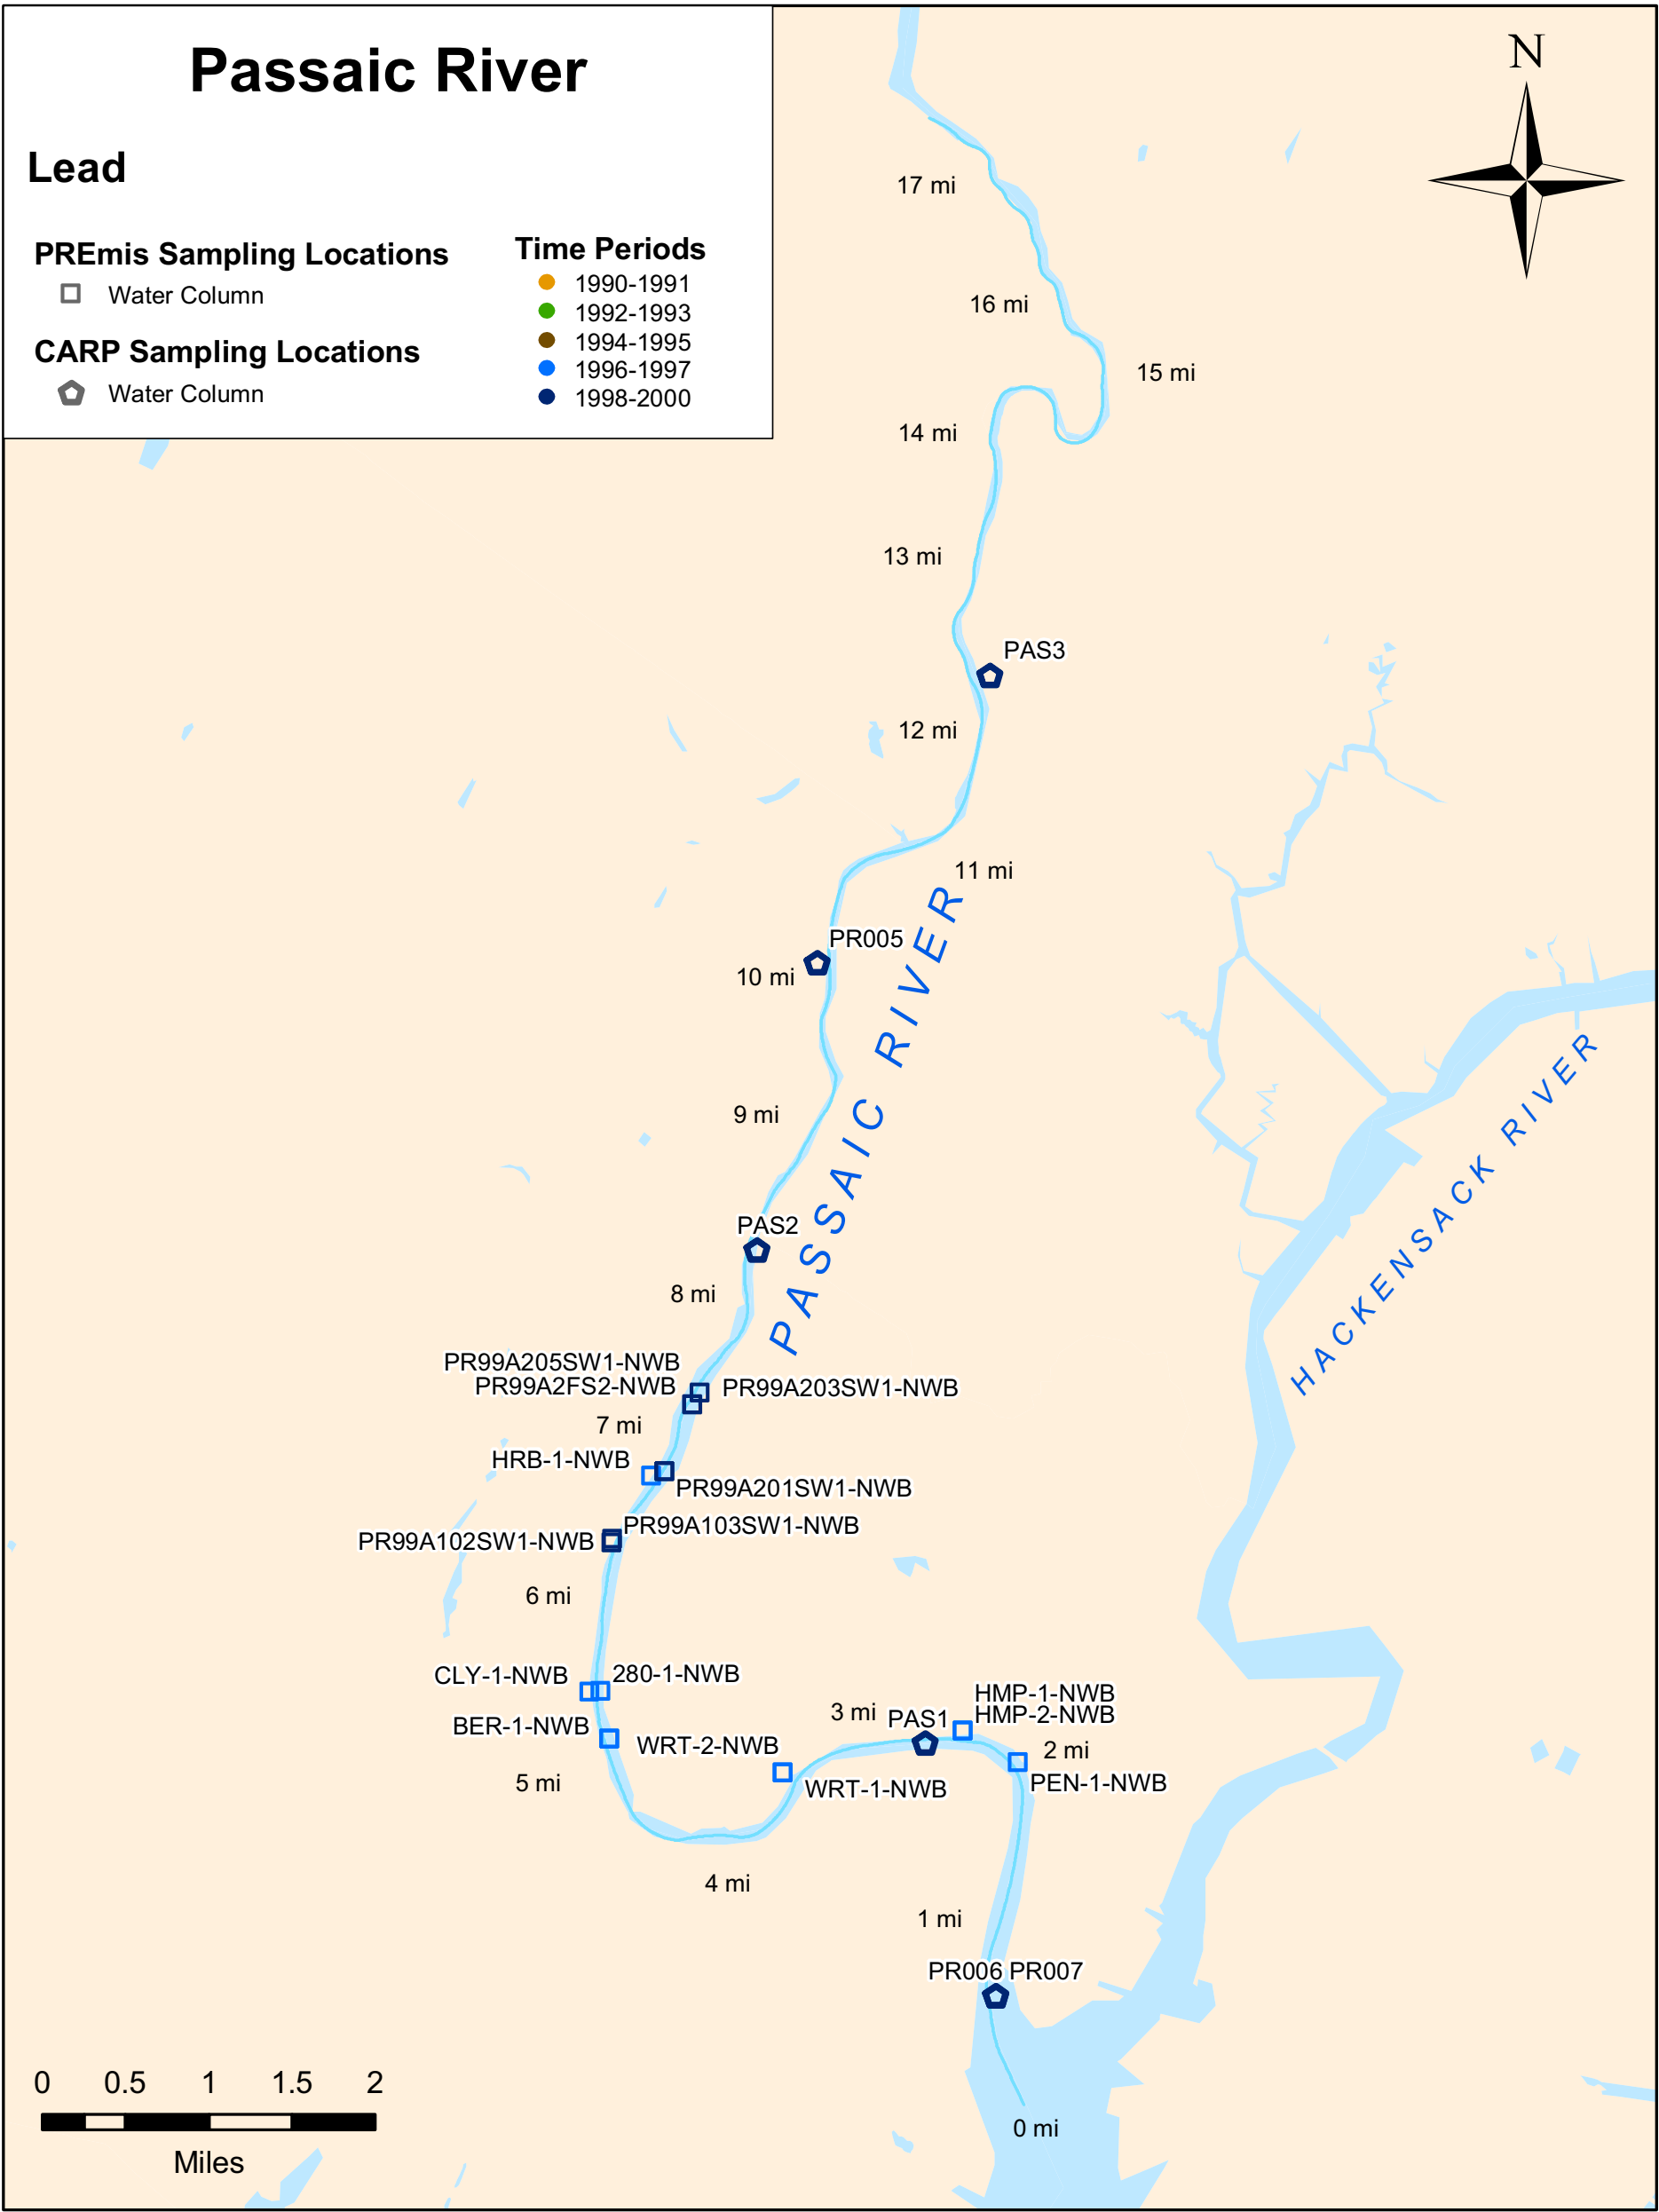 Passaic River
Lead
PREmis Sampling Locations
Water Column
CARP Sampling Locations
Water Column
Time Periods
1990-1991
1992-1993
1994-1995
1996-1997
1998-2000
N
17 mi
16 mi
15 mi
14 mi
13 mi
PAS3
12 mi
11 mi
PR005
10 mi
PASSAIC RIVER
HACKENSACK RIVER
9 mi
PAS2
8 mi
PR99A205SW1-NWB
PR99A2FS2-NWB
PR99A203SW1-NWB
7 mi
HRB-1-NWB
PR99A201SW1-NWB
PR99A103SW1-NWB
PR99A102SW1-NWB
6 mi
CLY-1-NWB
280-1-NWB
BER-1-NWB
HMP-1-NWB
HMP-2-NWB
3 mi
PAS1
WRT-2-NWB
2 mi
PEN-1-NWB
5 mi
WRT-1-NWB
4 mi
1 mi
PR006 PR007
0 mi
0 0.5 1 1.5 2
Miles